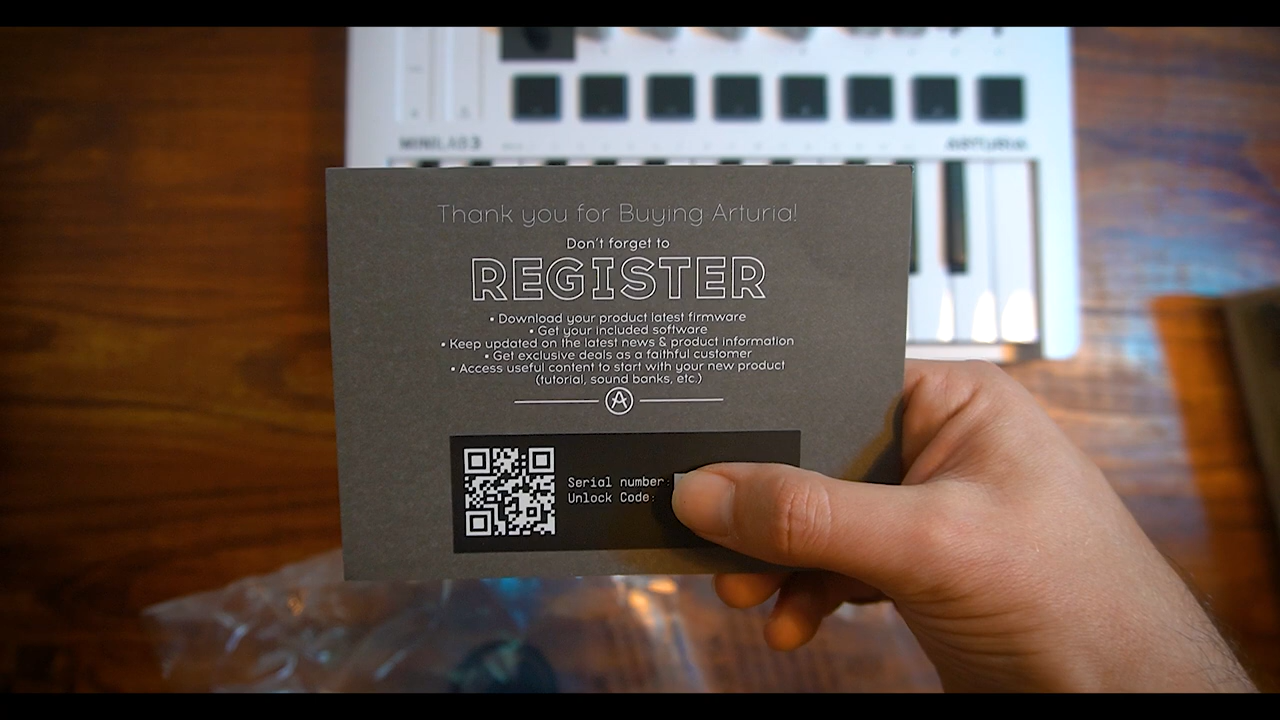 MINILAB 3
ARTURIA
Thank you for Buying Arturia!
Don't forget to
REGISTER
• Download your product latest firmware
• Get your included software
• Keep updated on the latest news & product information
• Get exclusive deals as a faithful customer
• Access useful content to start with your new product
(tutorial, sound banks, etc.)
Serial number:
Unlock Code: